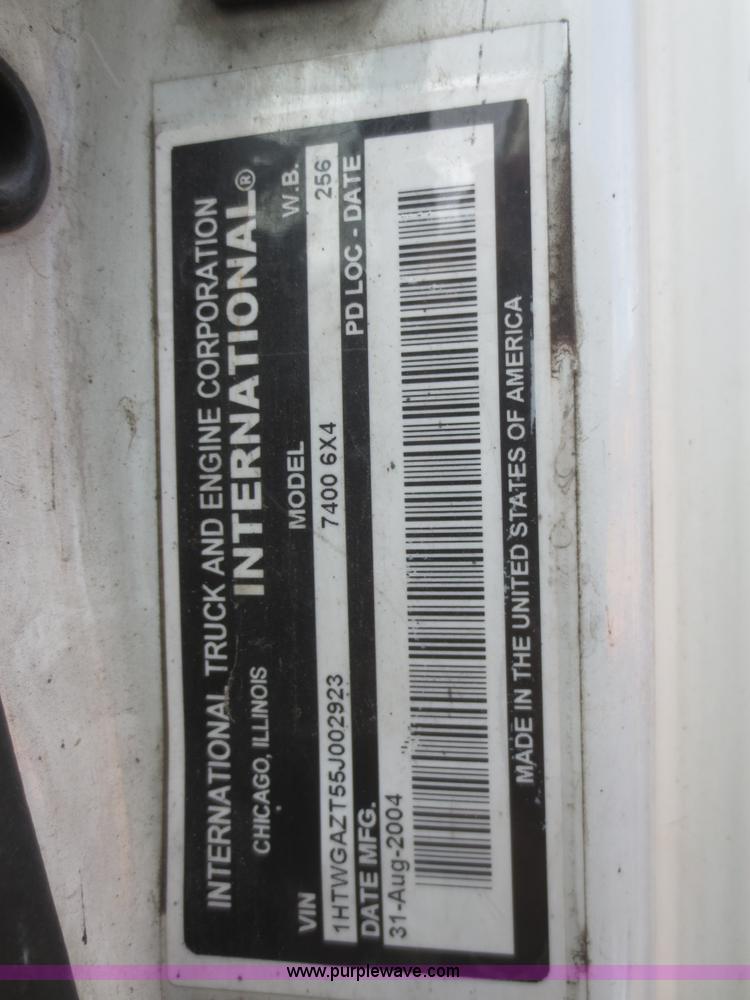 INTERNATIONAL TRUCK AND ENGINE CORPORATION
CHICAGO, ILLINOIS INTERNATIONAL®
VIN MODEL W.B.
1HTWGAZT55J002923 7400 6X4 256
DATE MFG. PD LOC - DATE
31-Aug-2004
MADE IN THE UNITED STATES OF AMERICA
www.purplewave.com